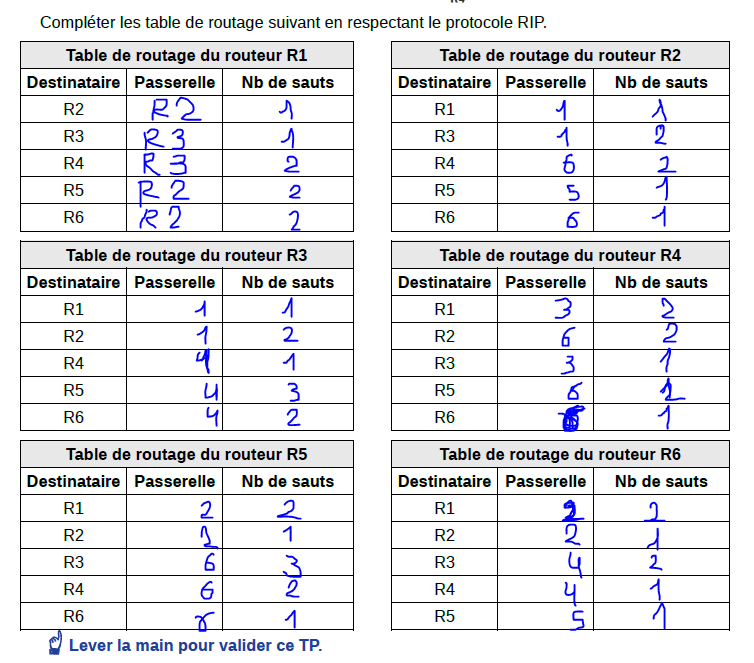 Compléter les table de routage suivant en respectant le protocole RIP.
Table de routage du routeur R1
Destinataire Passerelle Nb de sauts
R2 R2 1
R3 R3 1
R4 R3 2
R5 R2 2
R6 R2 2
Table de routage du routeur R2
Destinataire Passerelle Nb de sauts
R1 1 1
R3 1 2
R4 6 2
R5 5 1
R6 6 1
Table de routage du routeur R3
Destinataire Passerelle Nb de sauts
R1 1 1
R2 1 2
R4 4 1
R5 4 3
R6 4 2
Table de routage du routeur R4
Destinataire Passerelle Nb de sauts
R1 3 2
R2 6 2
R3 3 1
R5 6 2
R6 6 1
Table de routage du routeur R5
Destinataire Passerelle Nb de sauts
R1 2 2
R2 2 1
R3 6 3
R4 6 2
R6 1
Table de routage du routeur R6
Destinataire Passerelle Nb de sauts
R1 2 2
R2 2 1
R3 4 2
R4 4 1
R5 5 1
Lever la main pour valider ce TP.